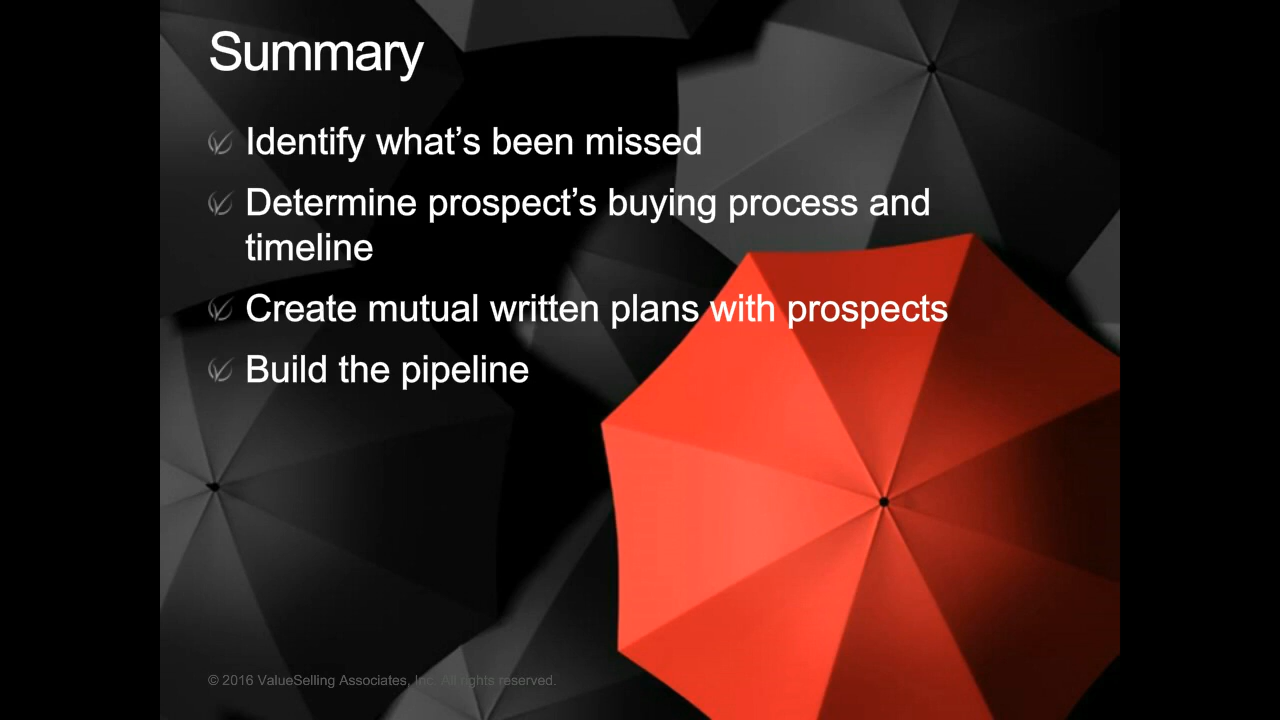 Summary
Identify what's been missed
Determine prospect's buying process and
timeline
Create mutual written plans with prospects
Build the pipeline
© 2016 ValueSelling Associates, Inc. All rights reserved.